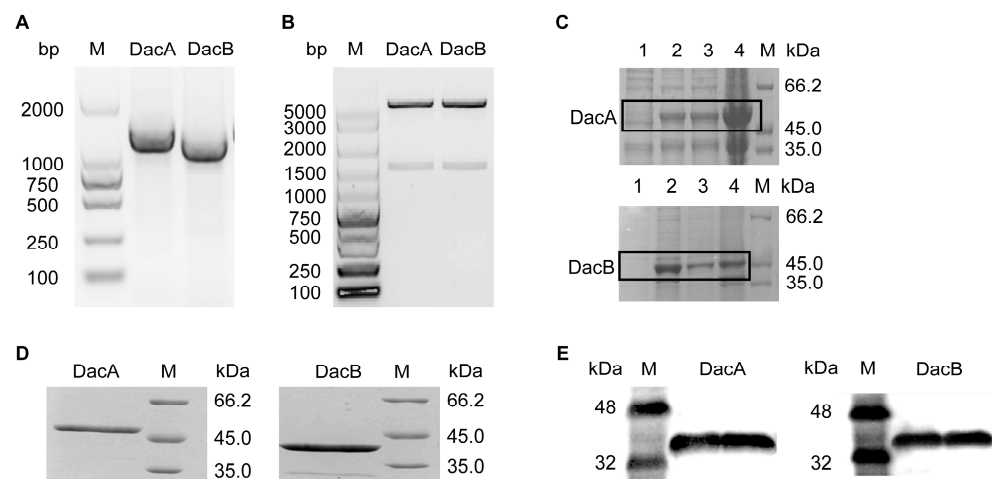 A
bp M DacA DacB
2000
1000
750
500
250
100
B
bp M DacA DacB
5000
3000
2000
1500
1000
750
500
250
100
C
1 2 3 4 M kDa
66.2
DacA
45.0
35.0
1 2 3 4 M kDa
66.2
DacB
45.0
35.0
D
DacA M kDa
66.2
45.0
35.0
DacB M kDa
66.2
45.0
35.0
E
kDa M DacA
48
32
kDa M DacB
48
32